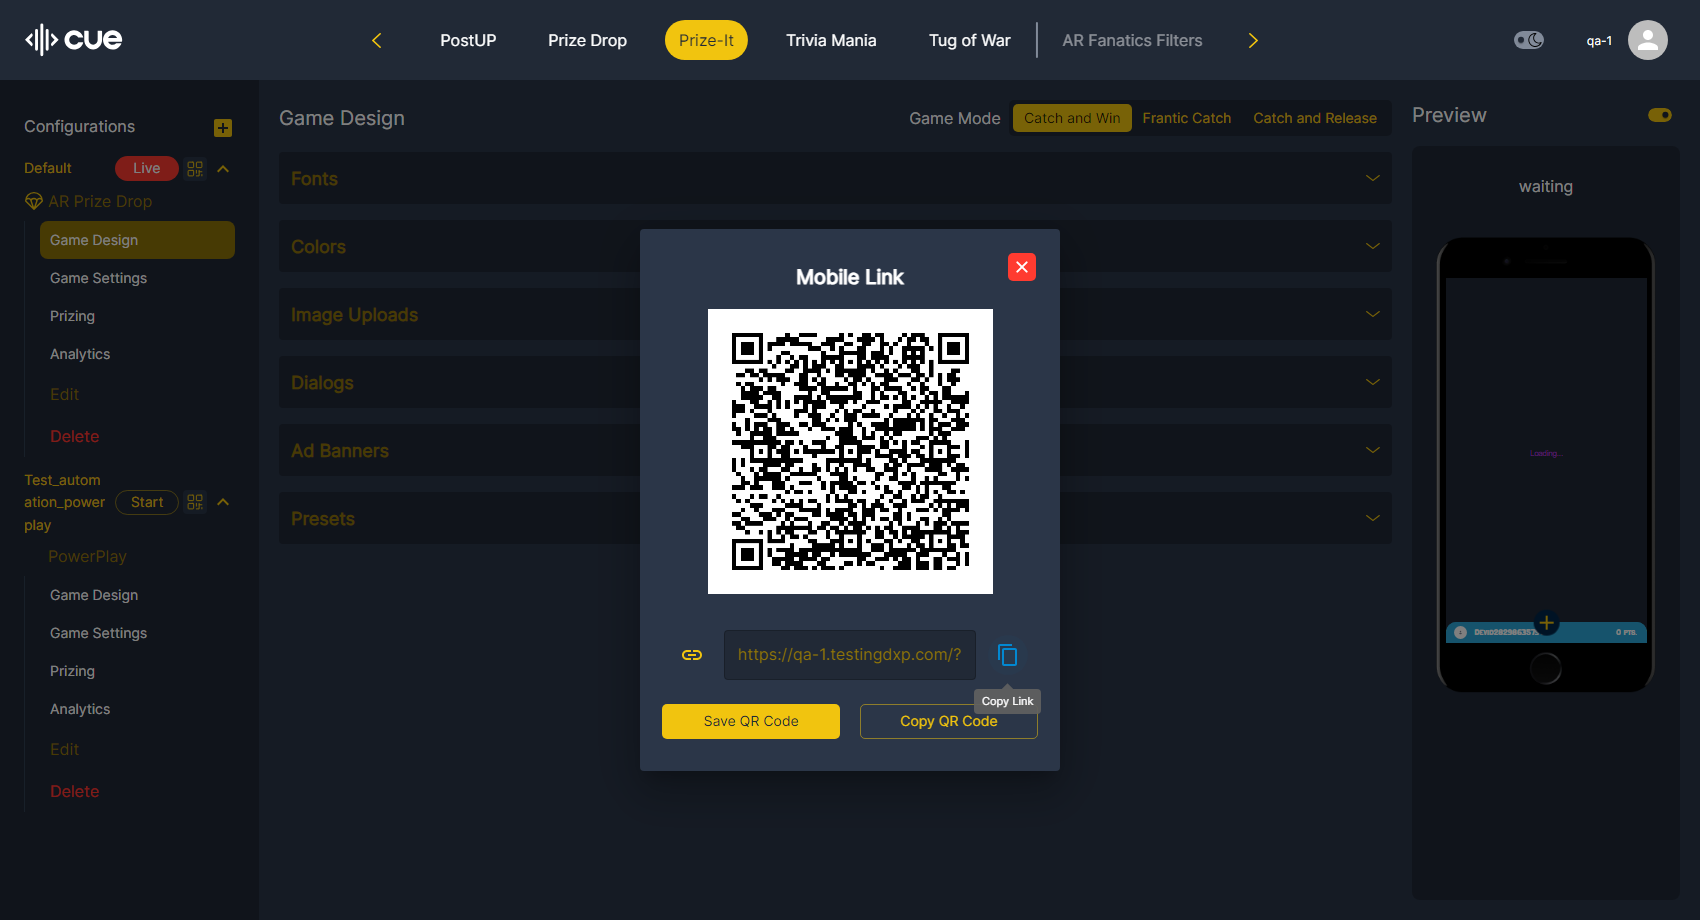 cue
PostUP
Prize Drop
Prize-It
Trivia Mania
Tug of War
AR Fanatics Filters
qa-1
Configurations
Default
Live
AR Prize Drop
Game Design
Game Settings
Prizing
Analytics
Edit
Delete
Test_autom
ation_power
play
Start
PowerPlay
Game Design
Game Settings
Prizing
Analytics
Edit
Delete
Game Design
Game Mode
Catch and Win
Frantic Catch
Catch and Release
Fonts
Colors
Image Uploads
Dialogs
Ad Banners
Presets
Mobile Link
https://qa-1.testingdxp.com/?
Copy Link
Save QR Code
Copy QR Code
Preview
waiting
Loading...
0 PTS.